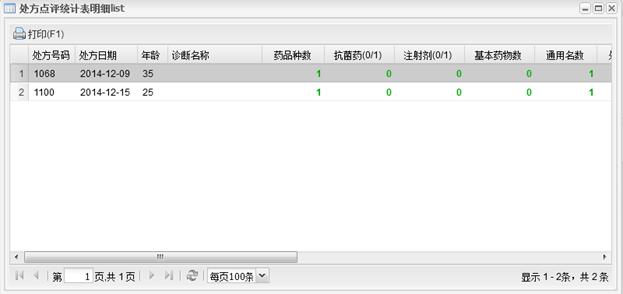 处方点评统计表明细list
打印(F1)
处方号码 处方日期 年龄 诊断名称 药品种数 抗菌药(0/1) 注射剂(0/1) 基本药物数 通用名数
1 1068 2014-12-09 35 1 0 0 0 1
2 1100 2014-12-15 25 1 0 0 0 1
第 1 页,共 1 页 每页100条 显示 1 - 2条，共 2 条